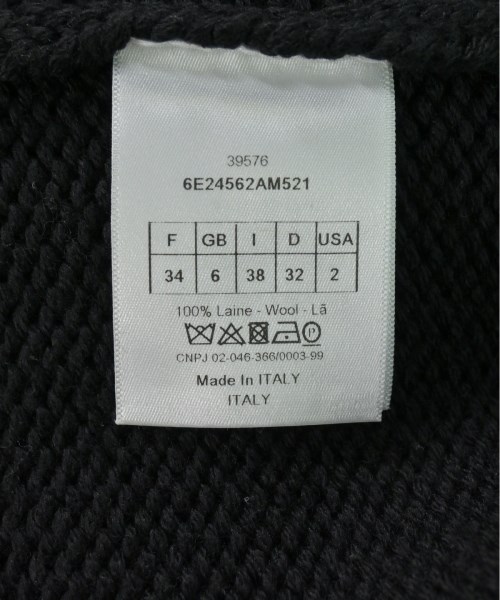 39576
6E24562AM521
F GB I D USA
34 6 38 32 2
100% Laine - Wool - Lã
P
CNPJ 02-046-366/0003-99
Made In ITALY
ITALY